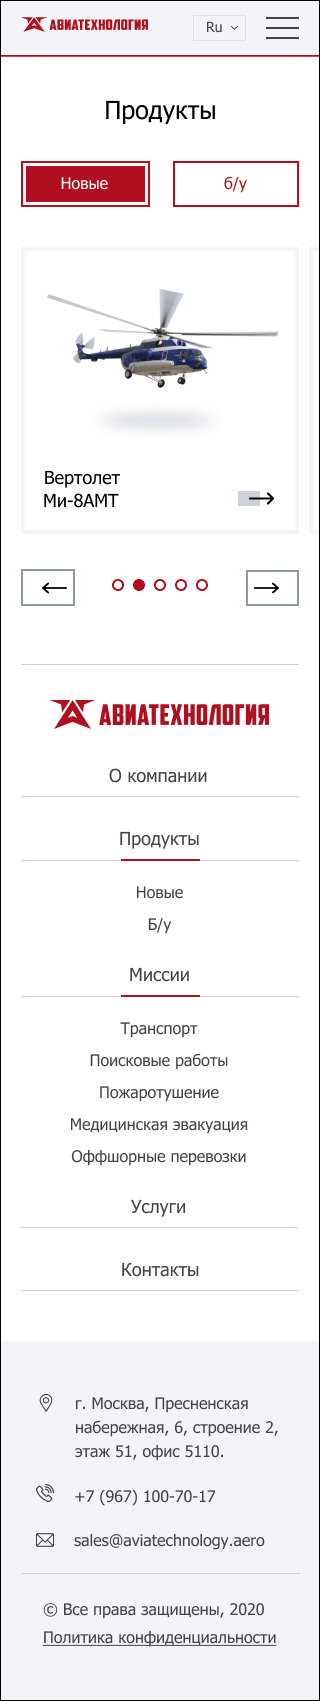 АВИАТЕХНОЛОГИЯ
Ru
Продукты
Новые
б/у
Вертолет
Ми-8АМТ
АВИАТЕХНОЛОГИЯ
О компании
Продукты
Новые
Б/у
Миссии
Транспорт
Поисковые работы
Пожаротушение
Медицинская эвакуация
Оффшорные перевозки
Услуги
Контакты
г. Москва, Пресненская
набережная, 6, строение 2,
этаж 51, офис 5110.
+7 (967) 100-70-17
sales@aviatechnology.aero
© Все права защищены, 2020
Политика конфиденциальности